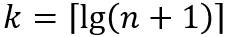 k = ⌈lg(n + 1)⌉